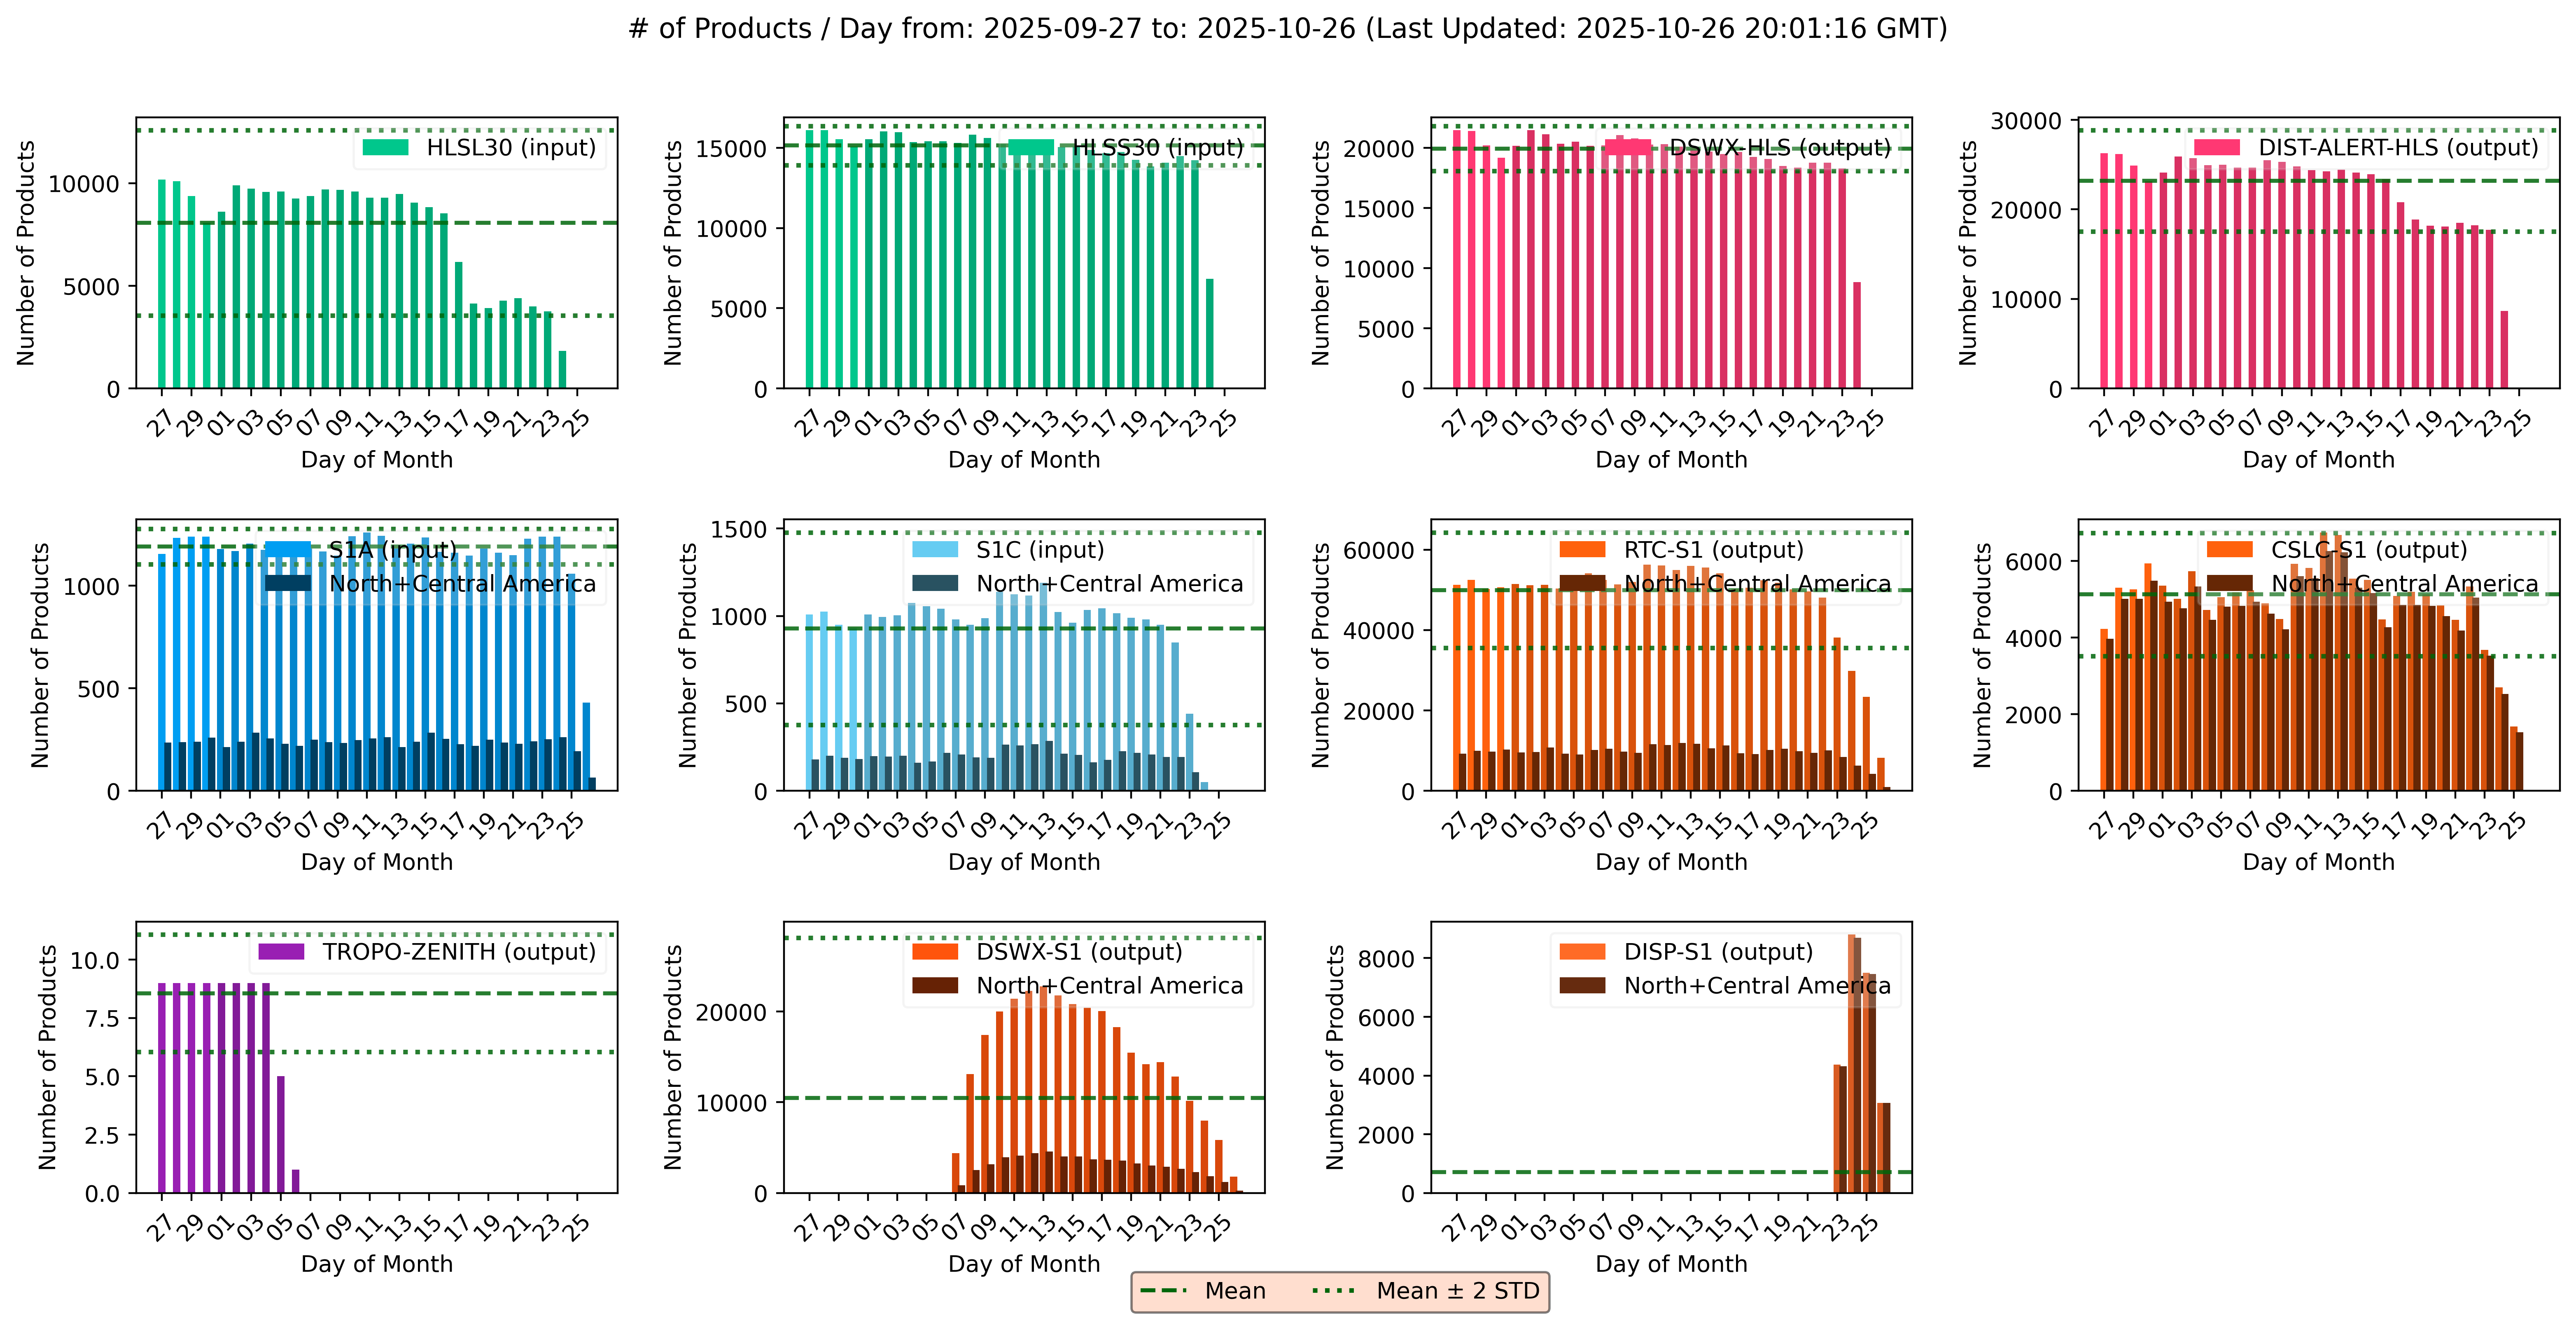 # of Products / Day from: 2025-09-27 to: 2025-10-26 (Last Updated: 2025-10-26 20:01:16 GMT)
Number of Products
10000
5000
0
HLSL30 (input)
27 29 01 03 05 07 09 11 13 15 17 19 21 23 25
Day of Month
Number of Products
15000
10000
5000
0
HLSS30 (input)
27 29 01 03 05 07 09 11 13 15 17 19 21 23 25
Day of Month
Number of Products
20000
15000
10000
5000
0
DSWX-HLS (output)
27 29 01 03 05 07 09 11 13 15 17 19 21 23 25
Day of Month
Number of Products
30000
20000
10000
0
DIST-ALERT-HLS (output)
27 29 01 03 05 07 09 11 13 15 17 19 21 23 25
Day of Month
Number of Products
1000
500
0
S1A (input)
North+Central America
27 29 01 03 05 07 09 11 13 15 17 19 21 23 25
Day of Month
Number of Products
1500
1000
500
0
S1C (input)
North+Central America
27 29 01 03 05 07 09 11 13 15 17 19 21 23 25
Day of Month
Number of Products
60000
40000
20000
0
RTC-S1 (output)
North+Central America
27 29 01 03 05 07 09 11 13 15 17 19 21 23 25
Day of Month
Number of Products
6000
4000
2000
0
CSLC-S1 (output)
North+Central America
27 29 01 03 05 07 09 11 13 15 17 19 21 23 25
Day of Month
Number of Products
10.0
7.5
5.0
2.5
0.0
TROPO-ZENITH (output)
27 29 01 03 05 07 09 11 13 15 17 19 21 23 25
Day of Month
Number of Products
20000
10000
0
DSWX-S1 (output)
North+Central America
27 29 01 03 05 07 09 11 13 15 17 19 21 23 25
Day of Month
Number of Products
8000
6000
4000
2000
0
DISP-S1 (output)
North+Central America
27 29 01 03 05 07 09 11 13 15 17 19 21 23 25
Day of Month
Mean
Mean ± 2 STD